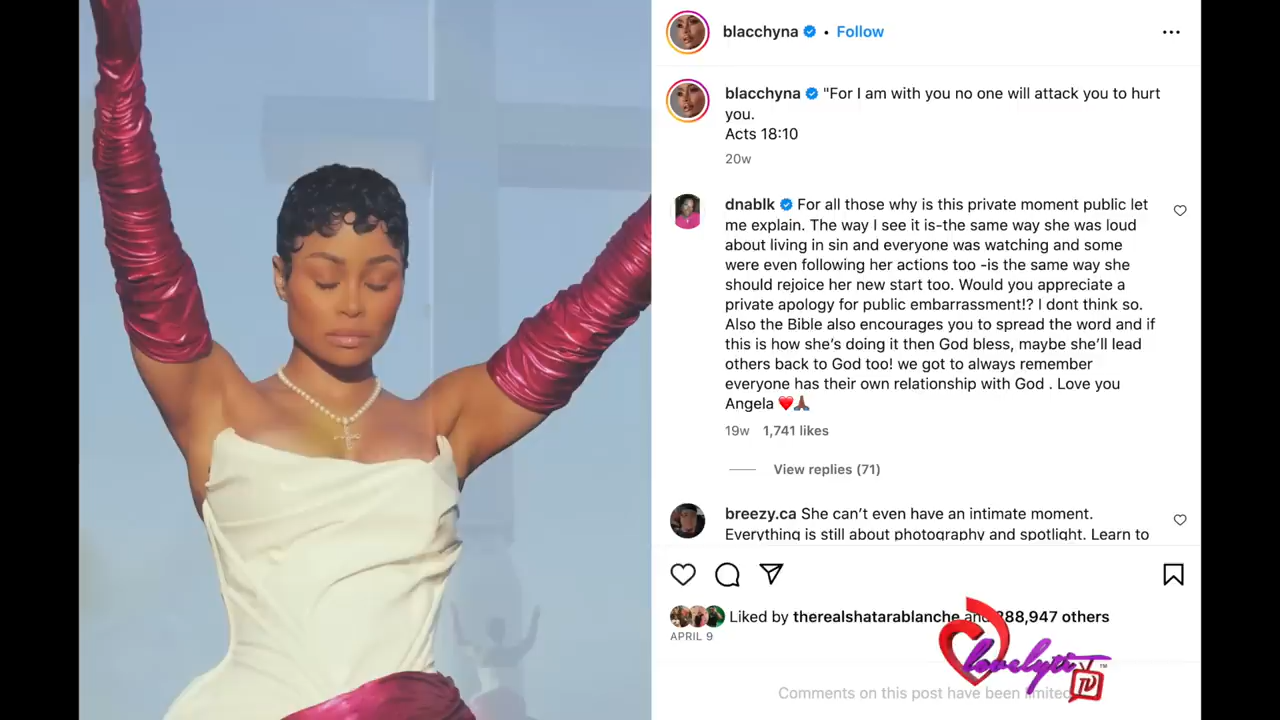 blacchyna • Follow
blacchyna "For I am with you no one will attack you to hurt
you.
Acts 18:10
20w
dnablk For all those why is this private moment public let
me explain. The way I see it is-the same way she was loud
about living in sin and everyone was watching and some
were even following her actions too -is the same way she
should rejoice her new start too. Would you appreciate a
private apology for public embarrassment!? I dont think so.
Also the Bible also encourages you to spread the word and if
this is how she's doing it then God bless, maybe she'll lead
others back to God too! we got to always remember
everyone has their own relationship with God . Love you
Angela ❤️🙏🏾
19w 1,741 likes
View replies (71)
breezy.ca She can't even have an intimate moment.
Everything is still about photography and spotlight. Learn to
Liked by therealshatarablanche and 388,947 others
APRIL 9
lovelyti
TV
Comments on this post have been limited